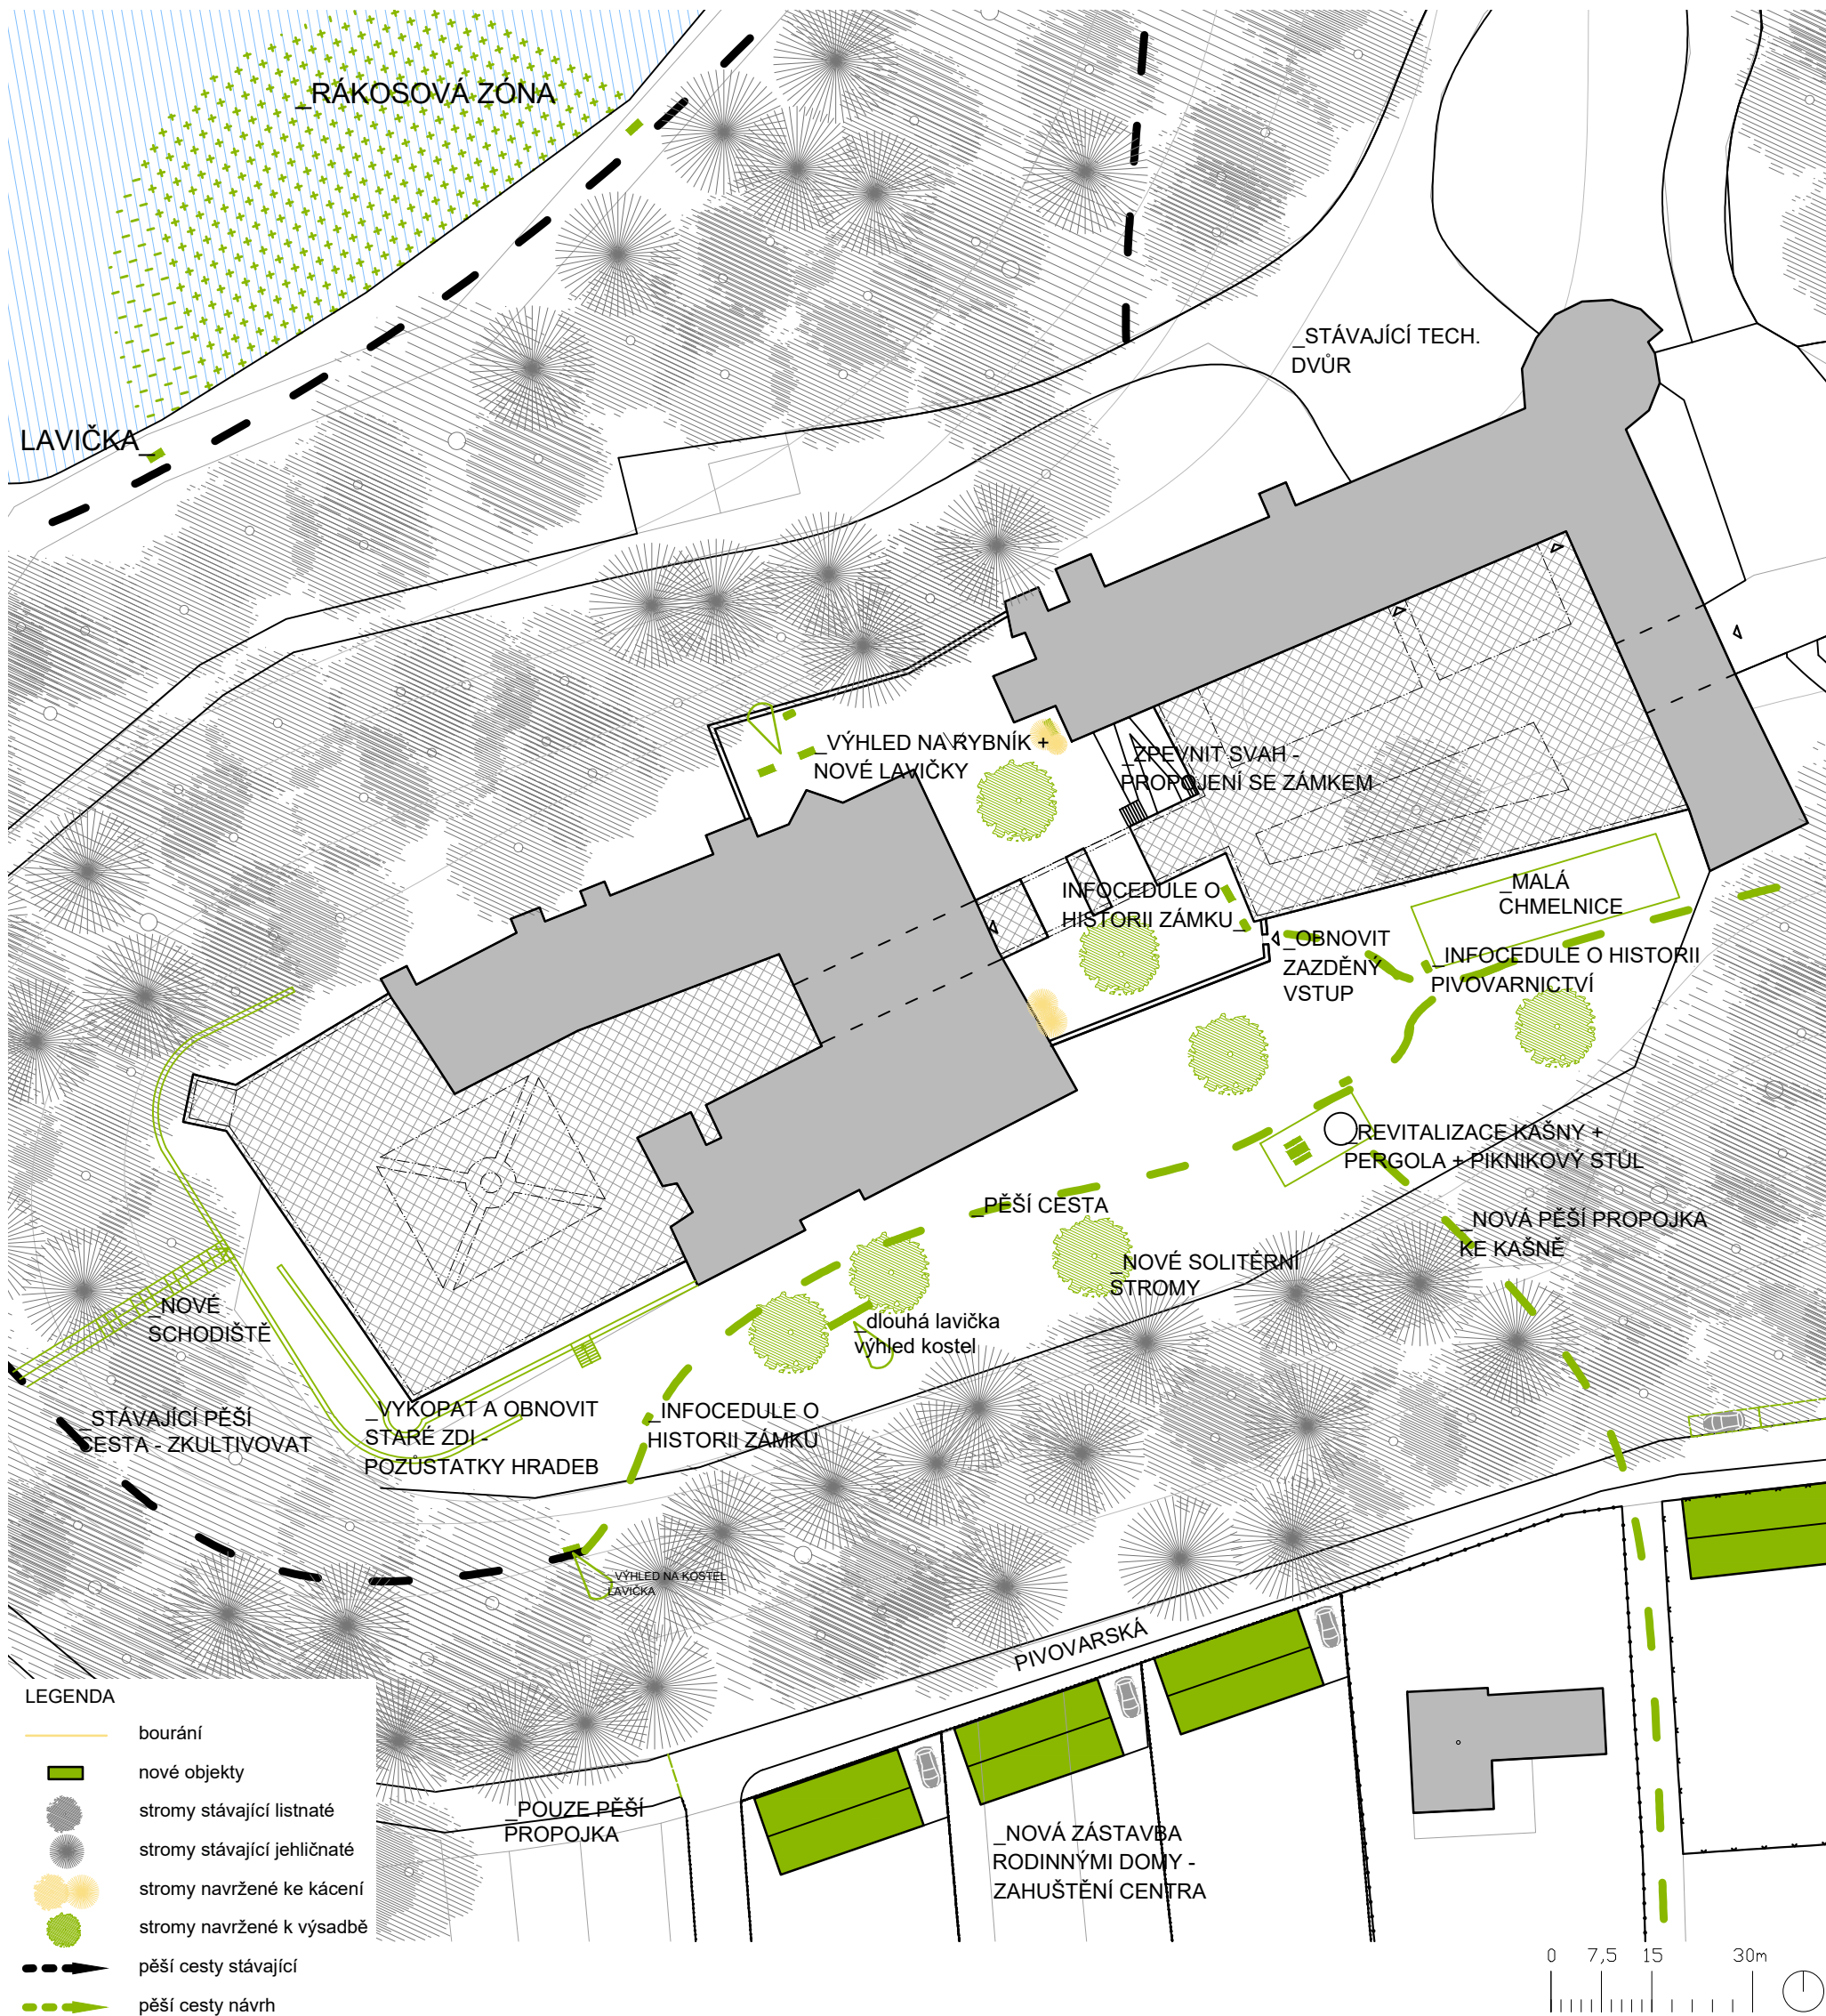 _RÁKOSOVÁ ZÓNA
_STÁVAJÍCÍ TECH.
DVŮR
LAVIČKA_
_VÝHLED NA RYBNÍK +
NOVÉ LAVIČKY
_ZPEVNIT SVAH -
PROPOJENÍ SE ZÁMKEM
INFOCEDULE O
HISTORII ZÁMKU_
_MALÁ
CHMELNICE
_OBNOVIT
ZAZDĚNÝ
VSTUP
_INFOCEDULE O HISTORII
PIVOVARNICTVÍ
_REVITALIZACE KAŠNY +
PERGOLA + PIKNIKOVÝ STŮL
_PĚŠÍ CESTA
_NOVÁ PĚŠÍ PROPOJKA
KE KAŠNĚ
_NOVÉ SOLITÉRNÍ
STROMY
_NOVÉ
SCHODIŠTĚ
_dlouhá lavička
výhled kostel
_STÁVAJÍCÍ PĚŠÍ
CESTA - ZKULTIVOVAT
_VYKOPAT A OBNOVIT
STARÉ ZDI -
POZŮSTATKY HRADEB
_INFOCEDULE O
HISTORII ZÁMKU
_VÝHLED NA KOSTEL
LAVIČKA
PIVOVARSKÁ
_POUZE PĚŠÍ
PROPOJKA
_NOVÁ ZÁSTAVBA
RODINNÝMI DOMY -
ZAHUŠTĚNÍ CENTRA
LEGENDA
bourání
nové objekty
stromy stávající listnaté
stromy stávající jehličnaté
stromy navržené ke kácení
stromy navržené k výsadbě
pěší cesty stávající
pěší cesty návrh
0 7,5 15 30m